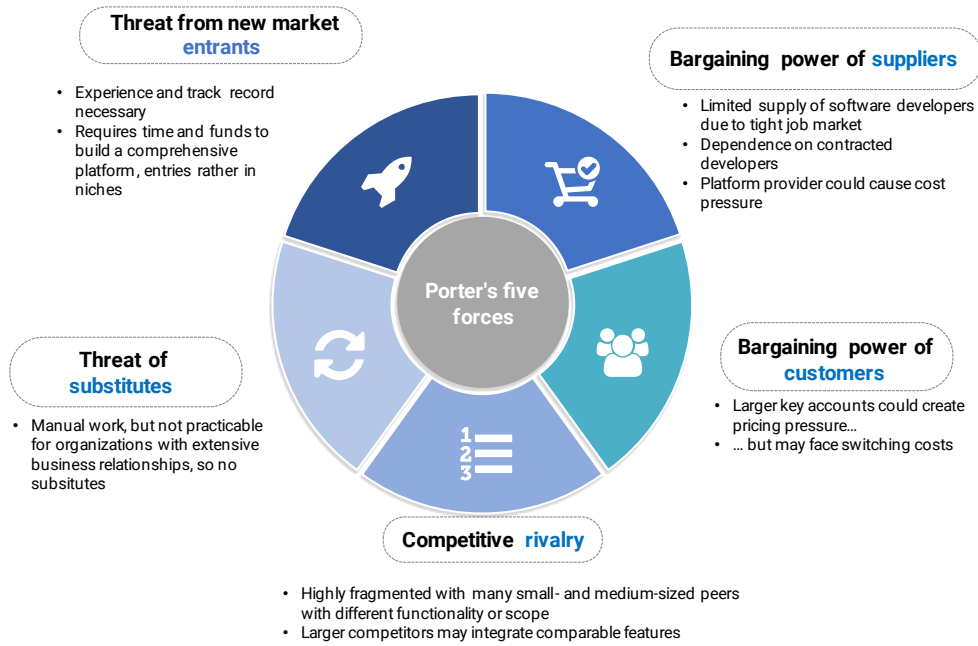 Threat from new market
entrants
• Experience and track record
necessary
• Requires time and funds to
build a comprehensive
platform, entries rather in
niches
Bargaining power of suppliers
• Limited supply of software developers
due to tight job market
• Dependence on contracted
developers
• Platform provider could cause cost
pressure
Porter's five
forces
Threat of
substitutes
• Manual work, but not practicable
for organizations with extensive
business relationships, so no
subsitutes
Bargaining power of
customers
• Larger key accounts could create
pricing pressure...
• ... but may face switching costs
1
2
3
Competitive rivalry
• Highly fragmented with many small- and medium-sized peers
with different functionality or scope
• Larger competitors may integrate comparable features